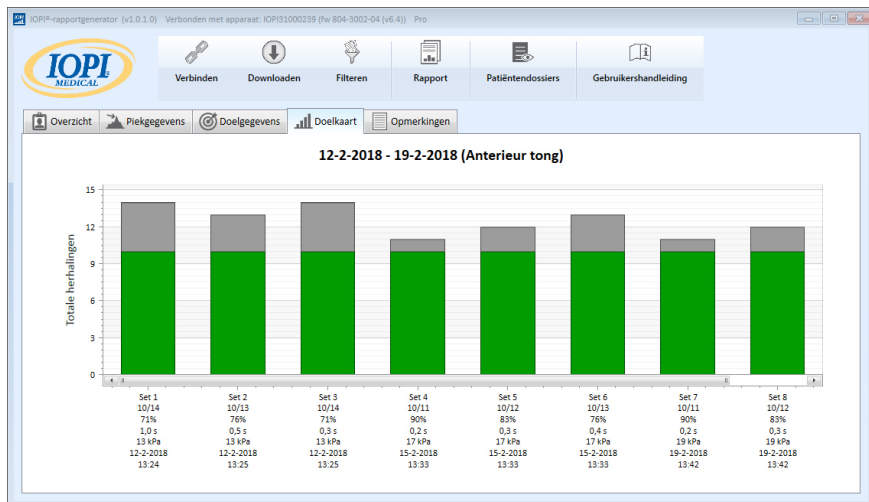 IOPI®-rapportgenerator (v1.0.1.0) Verbonden met apparaat: IOPI31000239 (fw 804-3002-04 (v6.4)) Pro
IOPI
MEDICAL
Verbinden Downloaden Filteren Rapport Patiëntendossiers Gebruikershandleiding
Overzicht Piekgegevens Doelgegevens Doelkaart Opmerkingen
12-2-2018 - 19-2-2018 (Anterieur tong)
Totale herhalingen
15
12
9
6
3
0
Set 1 Set 2 Set 3 Set 4 Set 5 Set 6 Set 7 Set 8
10/14 10/13 10/14 10/11 10/12 10/13 10/11 10/12
71% 76% 71% 90% 83% 76% 90% 83%
1,0 s 0,5 s 0,3 s 0,2 s 0,3 s 0,4 s 0,2 s 0,3 s
13 kPa 13 kPa 13 kPa 17 kPa 17 kPa 17 kPa 19 kPa 19 kPa
12-2-2018 12-2-2018 12-2-2018 15-2-2018 15-2-2018 15-2-2018 19-2-2018 19-2-2018
13:24 13:25 13:25 13:33 13:33 13:33 13:42 13:42